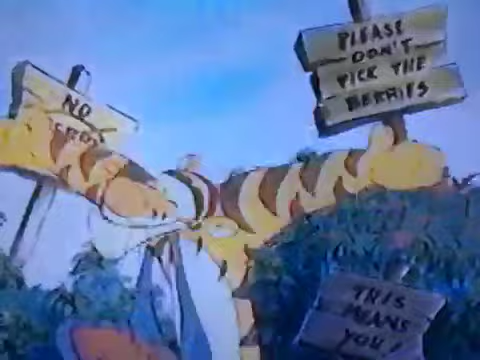 NO
PLEASE
DON'T
PICK THE
BERRIES
THIS
MEANS
YOU!